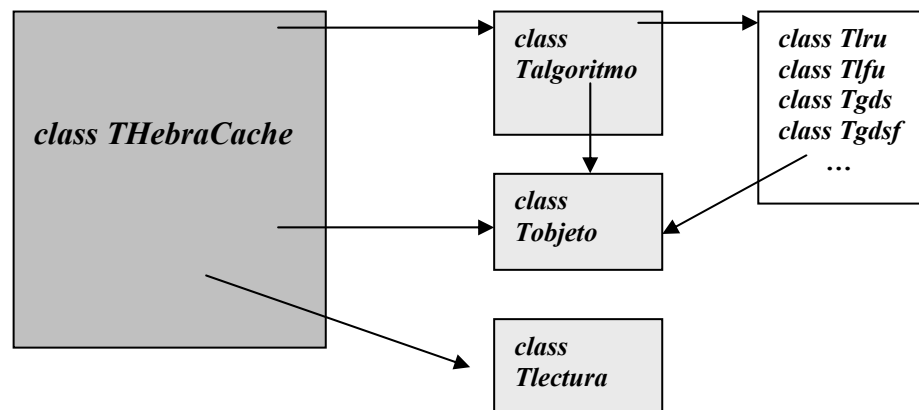 class THebraCache
class
Talgoritmo
class Tlru
class Tlfu
class Tgds
class Tgdsf
...
class
Tobjeto
class
Tlectura